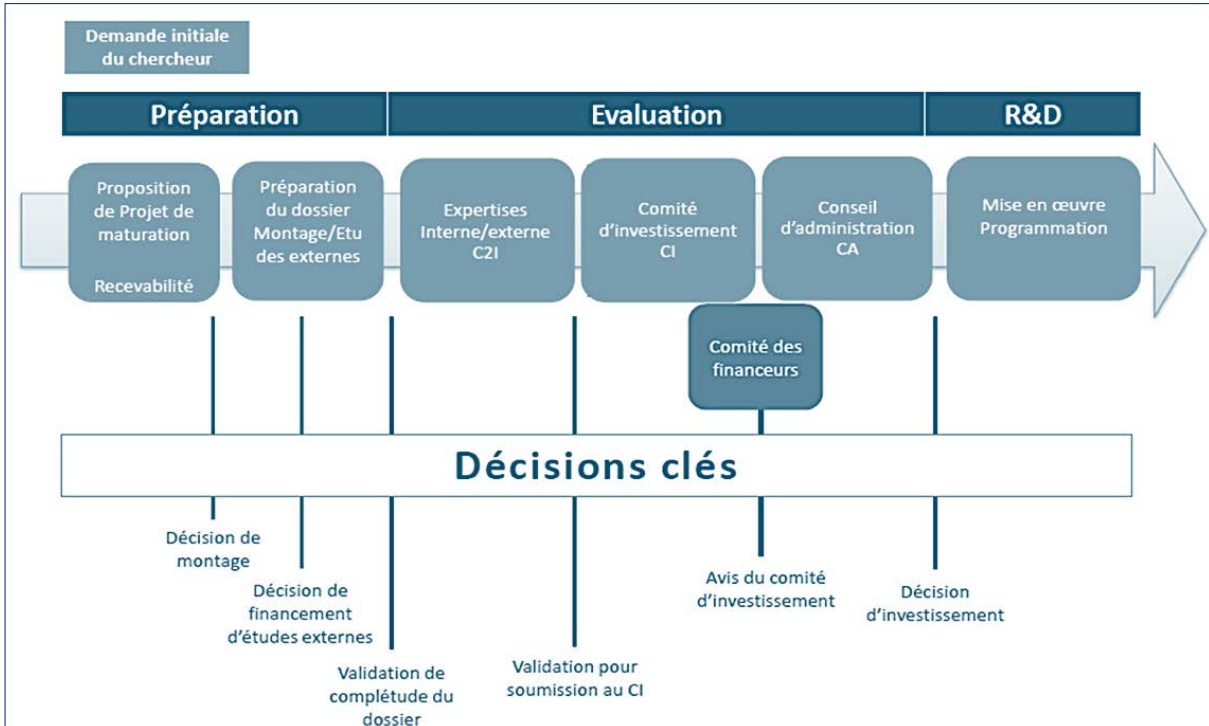 Demande initiale
du chercheur
Préparation
Evaluation
R&D
Proposition
de Projet de
maturation
Recevabilité
Préparation
du dossier
Montage/Etu
des externes
Expertises
Interne/externe
C2I
Comité
d'investissement
CI
Conseil
d'administration
CA
Mise en œuvre
Programmation
Comité des
financeurs
Décisions clés
Décision de
montage
Décision de
financement
d'études externes
Validation de
complétude du
dossier
Validation pour
soumission au CI
Avis du comité
d'investissement
Décision
d'investissement